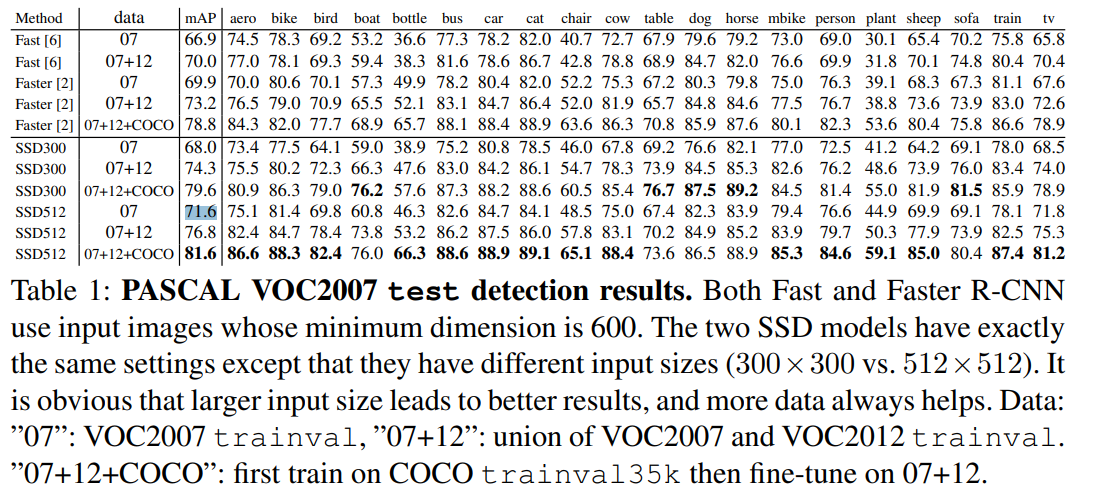 Method data mAP aero bike bird boat bottle bus car cat chair cow table dog horse mbike person plant sheep sofa train tv
Fast [6] 07 66.9 74.5 78.3 69.2 53.2 36.6 77.3 78.2 82.0 40.7 72.7 67.9 79.6 79.2 73.0 69.0 30.1 65.4 70.2 75.8 65.8
Fast [6] 07+12 70.0 77.0 78.1 69.3 59.4 38.3 81.6 78.6 86.7 42.8 78.8 68.9 84.7 82.0 76.6 69.9 31.8 70.1 74.8 80.4 70.4
Faster [2] 07 69.9 70.0 80.6 70.1 57.3 49.9 78.2 80.4 82.0 52.2 75.3 67.2 80.3 79.8 75.0 76.3 39.1 68.3 67.3 81.1 67.6
Faster [2] 07+12 73.2 76.5 79.0 70.9 65.5 52.1 83.1 84.7 86.4 52.0 81.9 65.7 84.8 84.6 77.5 76.7 38.8 73.6 73.9 83.0 72.6
Faster [2] 07+12+COCO 78.8 84.3 82.0 77.7 68.9 65.7 88.1 88.4 88.9 63.6 86.3 70.8 85.9 87.6 80.1 82.3 53.6 80.4 75.8 86.6 78.9
SSD300 07 68.0 73.4 77.5 64.1 59.0 38.9 75.2 80.8 78.5 46.0 67.8 69.2 76.6 82.1 77.0 72.5 41.2 64.2 69.1 78.0 68.5
SSD300 07+12 74.3 75.5 80.2 72.3 66.3 47.6 83.0 84.2 86.1 54.7 78.3 73.9 84.5 85.3 82.6 76.2 48.6 73.9 76.0 83.4 74.0
SSD300 07+12+COCO 79.6 80.9 86.3 79.0 76.2 57.6 87.3 88.2 88.6 60.5 85.4 76.7 87.5 89.2 84.5 81.4 55.0 81.9 81.5 85.9 78.9
SSD512 07 71.6 75.1 81.4 69.8 60.8 46.3 82.6 84.7 84.1 48.5 75.0 67.4 82.3 83.9 79.4 76.6 44.9 69.9 69.1 78.1 71.8
SSD512 07+12 76.8 82.4 84.7 78.4 73.8 53.2 86.2 87.5 86.0 57.8 83.1 70.2 84.9 85.2 83.9 79.7 50.3 77.9 73.9 82.5 75.3
SSD512 07+12+COCO 81.6 86.6 88.3 82.4 76.0 66.3 88.6 88.9 89.1 65.1 88.4 73.6 86.5 88.9 85.3 84.6 59.1 85.0 80.4 87.4 81.2
Table 1: PASCAL VOC2007 test detection results. Both Fast and Faster R-CNN
use input images whose minimum dimension is 600. The two SSD models have exactly
the same settings except that they have different input sizes (300×300 vs. 512×512). It
is obvious that larger input size leads to better results, and more data always helps. Data:
”07”: VOC2007 trainval, ”07+12”: union of VOC2007 and VOC2012 trainval.
”07+12+COCO”: first train on COCO trainval35k then fine-tune on 07+12.